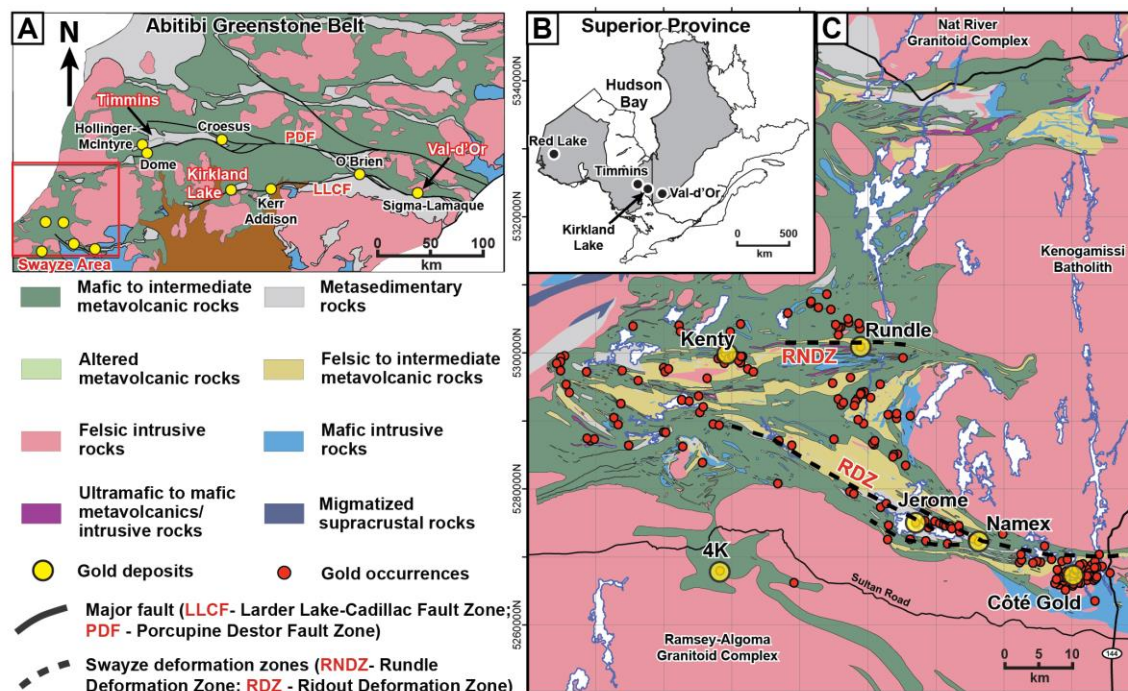 A
N
Abitibi Greenstone Belt
Timmins
Hollinger-
McIntyre
Croesus
PDF
Dome
O'Brien
Val-d'Or
Kirkland
Lake
LLCF
Kerr
Addison
Sigma-Lamaque
Swayze Area
0 50 100
km
B
Superior Province
Hudson
Bay
Red Lake
Timmins
Val-d'Or
Kirkland
Lake
0 500
km
C
Nat River
Granitoid Complex
5340000N
5320000N
5300000N
5280000N
5260000N
Kenogamissi
Batholith
Kenty
Rundle
RNDZ
RDZ
Jerome
Namex
4K
Côté Gold
Sultan Road
Ramsey-Algoma
Granitoid Complex
144
0 10
km
Mafic to intermediate
metavolcanic rocks
Metasedimentary
rocks
Altered
metavolcanic rocks
Felsic to intermediate
metavolcanic rocks
Felsic intrusive
rocks
Mafic intrusive
rocks
Ultramafic to mafic
metavolcanics/
intrusive rocks
Migmatized
supracrustal rocks
Gold deposits
Gold occurrences
Major fault (LLCF- Larder Lake-Cadillac Fault Zone;
PDF - Porcupine Destor Fault Zone)
Swayze deformation zones (RNDZ- Rundle
Deformation Zone; RDZ - Ridout Deformation Zone)